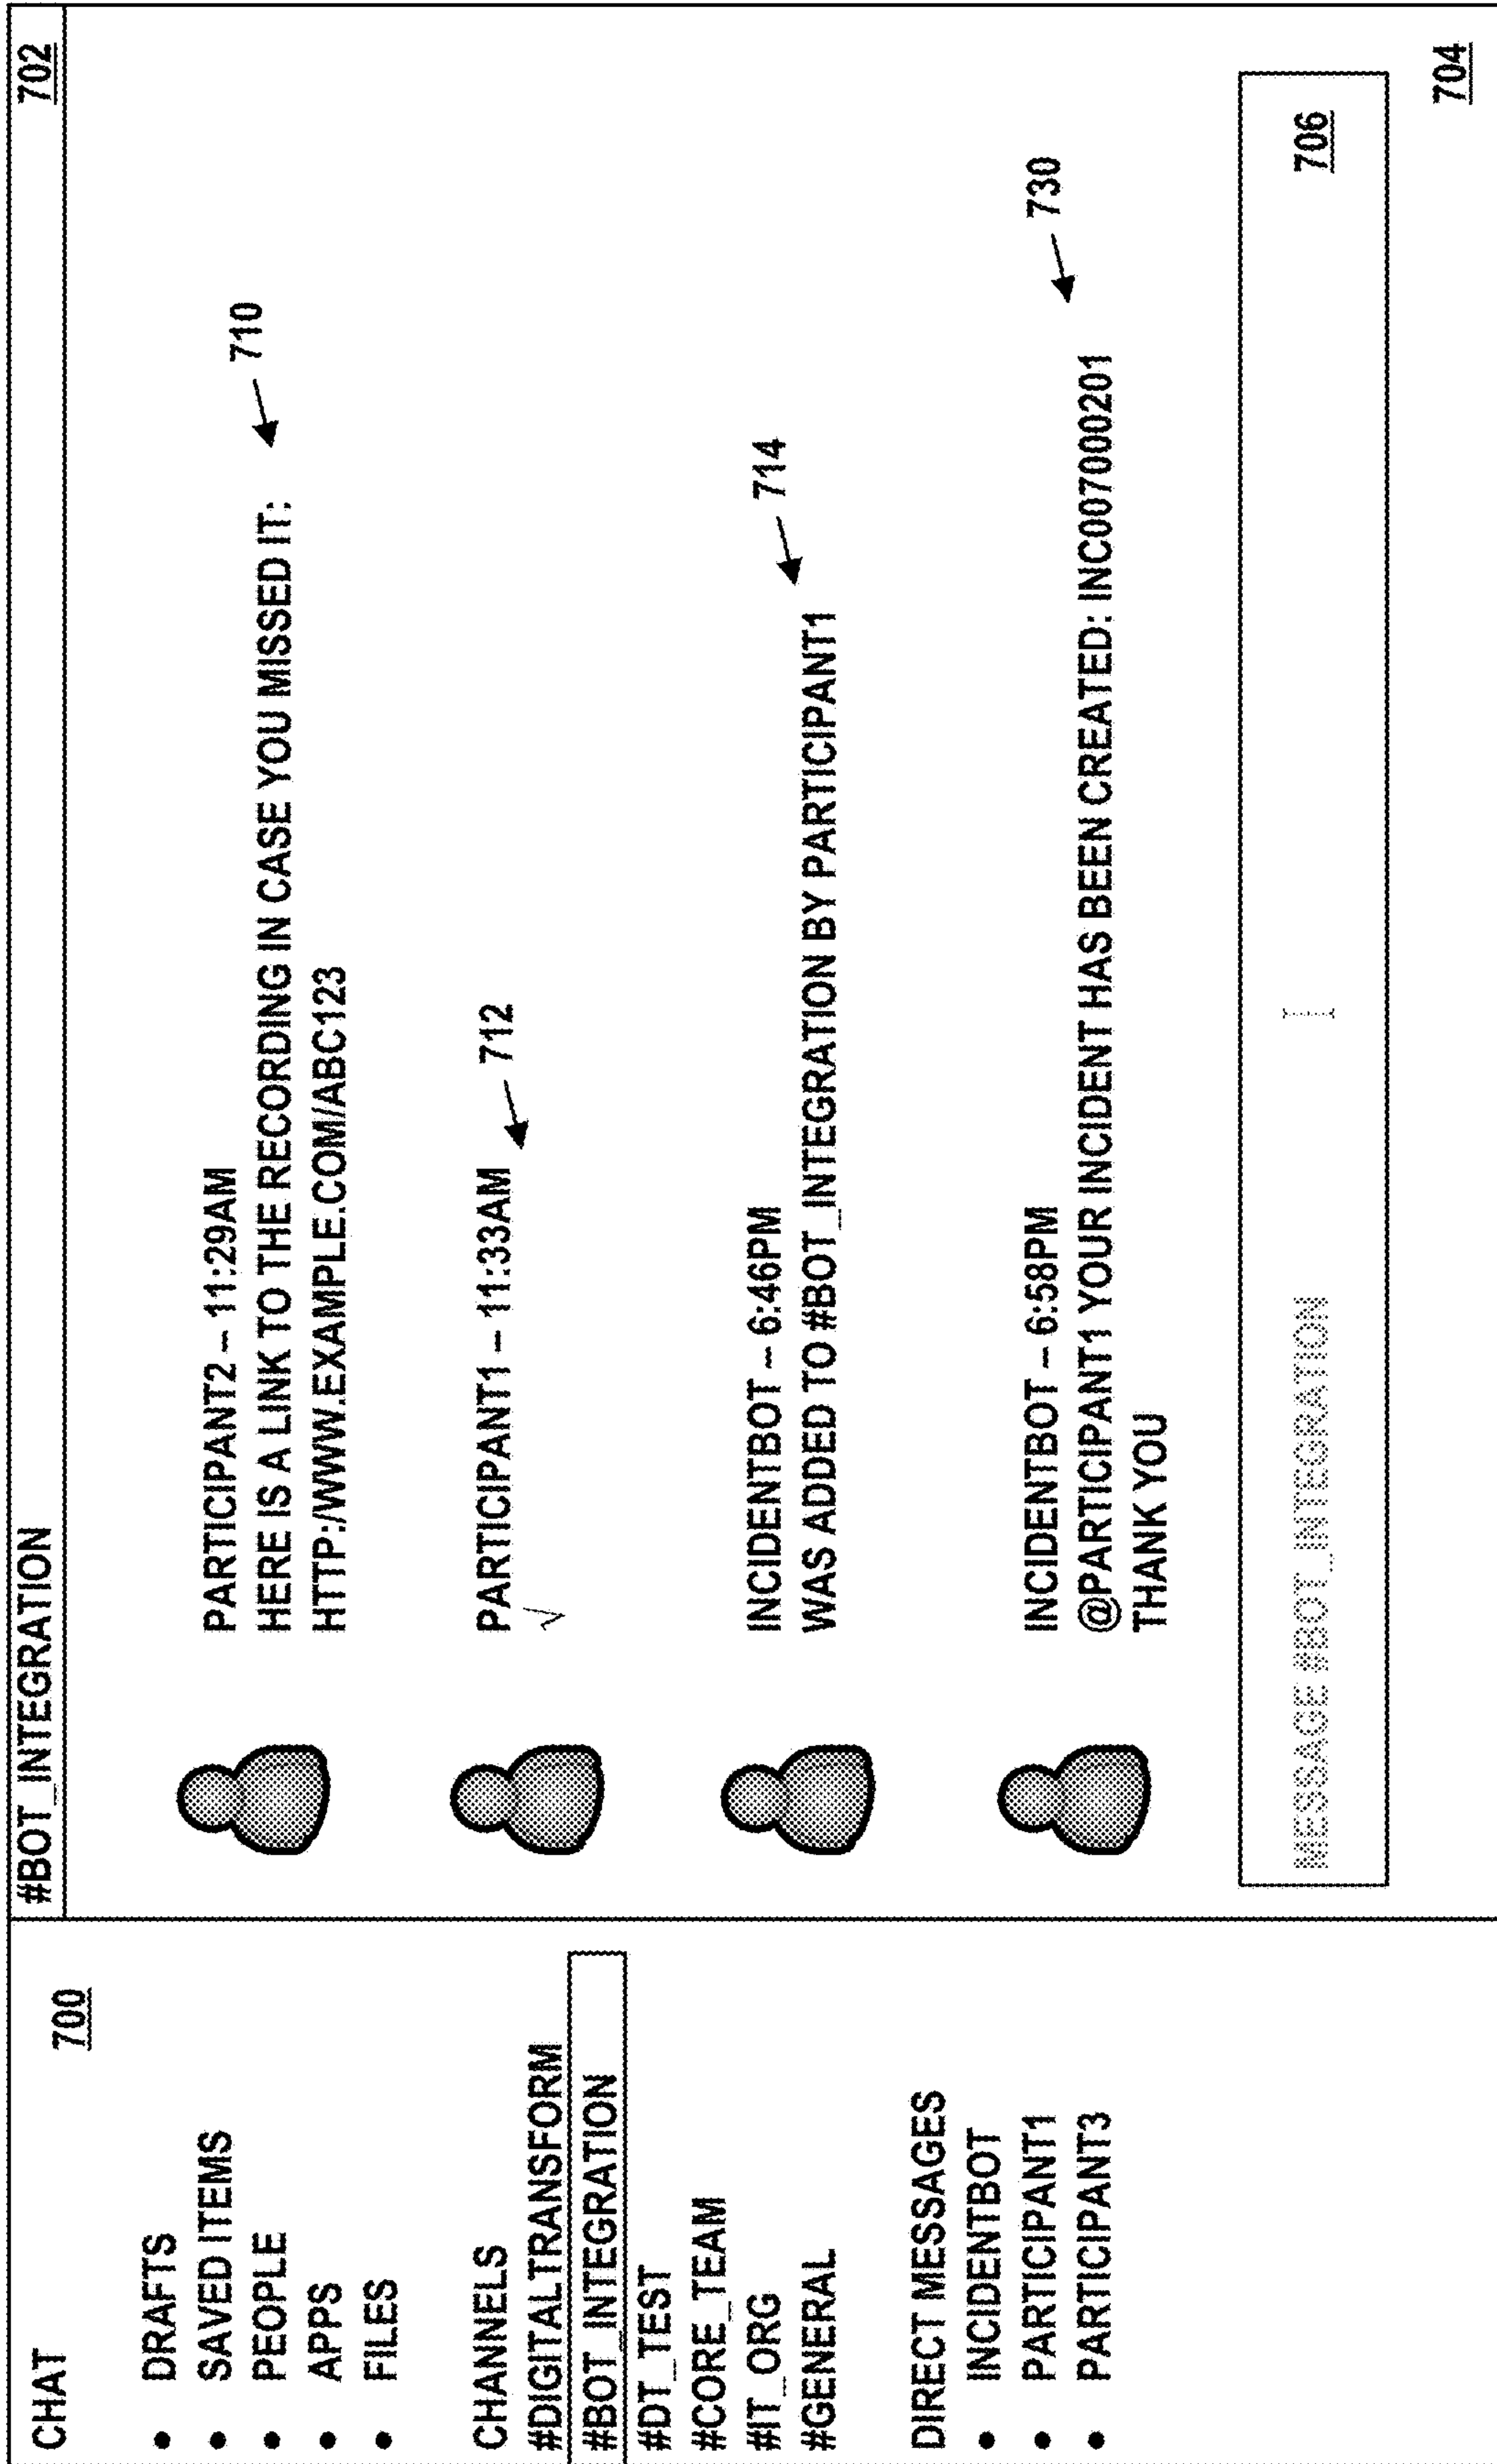 CHAT
700
• DRAFTS
• SAVED ITEMS
• PEOPLE
• APPS
• FILES
CHANNELS
#DIGITALTRANSFORM
#BOT_INTEGRATION
#DT_TEST
#CORE_TEAM
#IT_ORG
#GENERAL
DIRECT MESSAGES
• INCIDENTBOT
• PARTICIPANT1
• PARTICIPANT3
#BOT_INTEGRATION 702
PARTICIPANT2 – 11:29AM
HERE IS A LINK TO THE RECORDING IN CASE YOU MISSED IT:
HTTP:/WWW.EXAMPLE.COM/ABC123
710
PARTICIPANT1 – 11:33AM
√
712
INCIDENTBOT – 6:46PM
WAS ADDED TO #BOT_INTEGRATION BY PARTICIPANT1
714
INCIDENTBOT – 6:58PM
@PARTICIPANT1 YOUR INCIDENT HAS BEEN CREATED: INC007000201
THANK YOU
730
MESSAGE #BOT_INTEGRATION
706
704